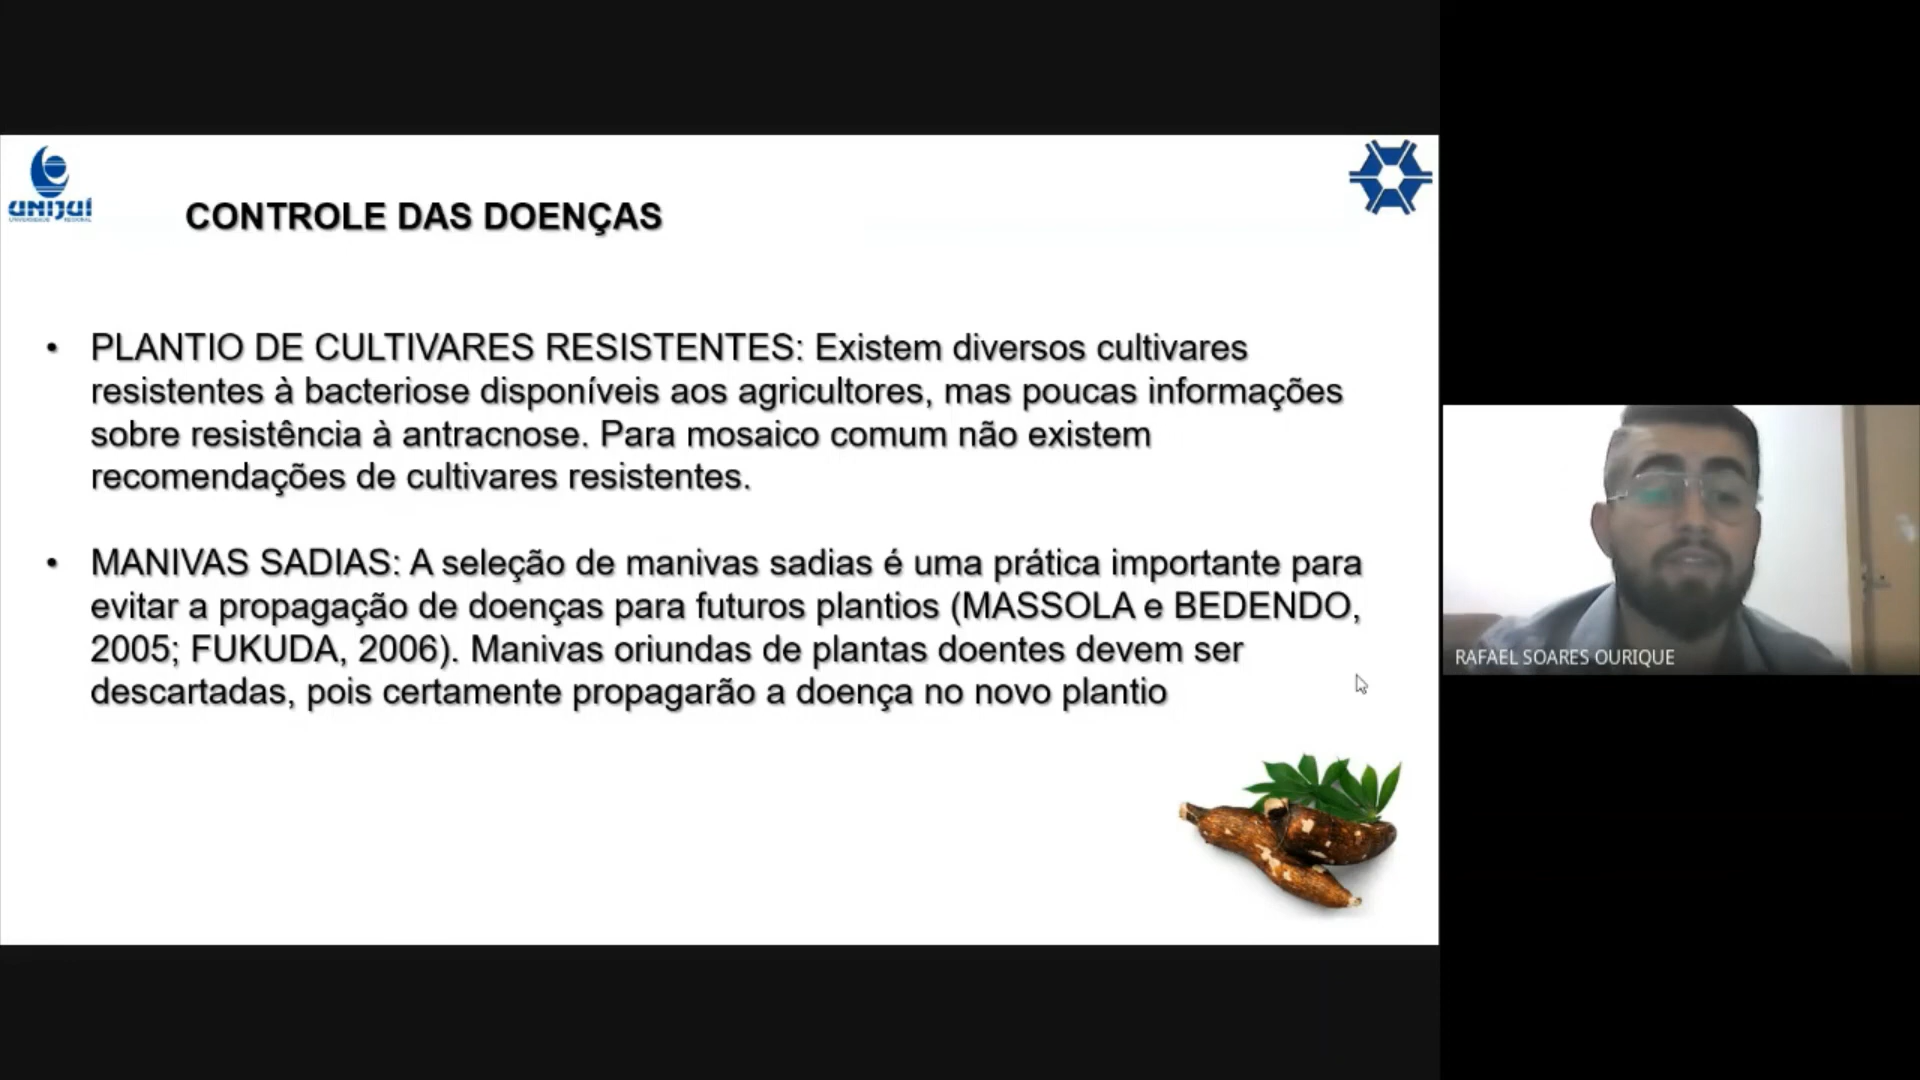 UNIJUÍ
CONTROLE DAS DOENÇAS
• PLANTIO DE CULTIVARES RESISTENTES: Existem diversos cultivares
resistentes à bacteriose disponíveis aos agricultores, mas poucas informações
sobre resistência à antracnose. Para mosaico comum não existem
recomendações de cultivares resistentes.
• MANIVAS SADIAS: A seleção de manivas sadias é uma prática importante para
evitar a propagação de doenças para futuros plantios (MASSOLA e BEDENDO,
2005; FUKUDA, 2006). Manivas oriundas de plantas doentes devem ser
descartadas, pois certamente propagarão a doença no novo plantio
RAFAEL SOARES OURIQUE